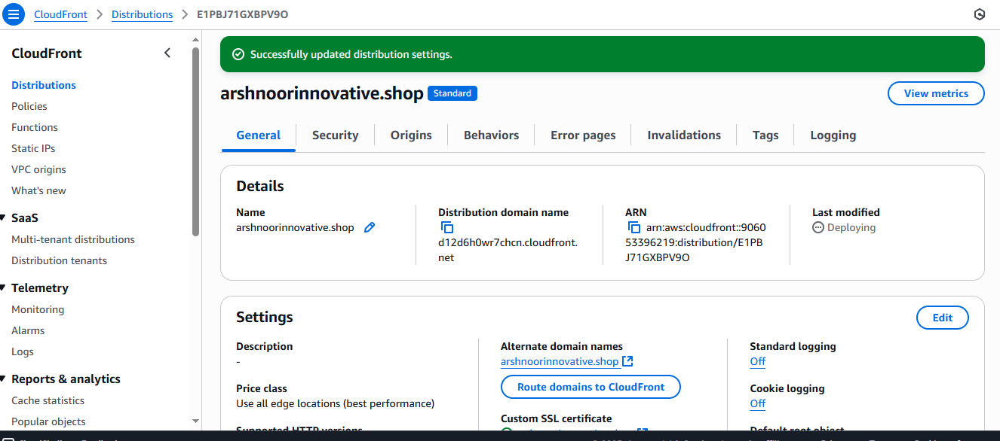 CloudFront > Distributions > E1PBJ71GXBPV9O
CloudFront
Distributions
Policies
Functions
Static IPs
VPC origins
What's new
SaaS
Multi-tenant distributions
Distribution tenants
Telemetry
Monitoring
Alarms
Logs
Reports & analytics
Cache statistics
Popular objects
Successfully updated distribution settings.
arshnoorinnovative.shop Standard
View metrics
General Security Origins Behaviors Error pages Invalidations Tags Logging
Details
Name
arshnoorinnovative.shop
Distribution domain name
d12d6h0wr7chcn.cloudfront.
net
ARN
arn:aws:cloudfront::9060
53396219:distribution/E1PB
J71GXBPV9O
Last modified
Deploying
Settings
Edit
Description
-
Price class
Use all edge locations (best performance)
Supported HTTP versions
Alternate domain names
arshnoorinnovative.shop
Route domains to CloudFront
Custom SSL certificate
Standard logging
Off
Cookie logging
Off
Default root object